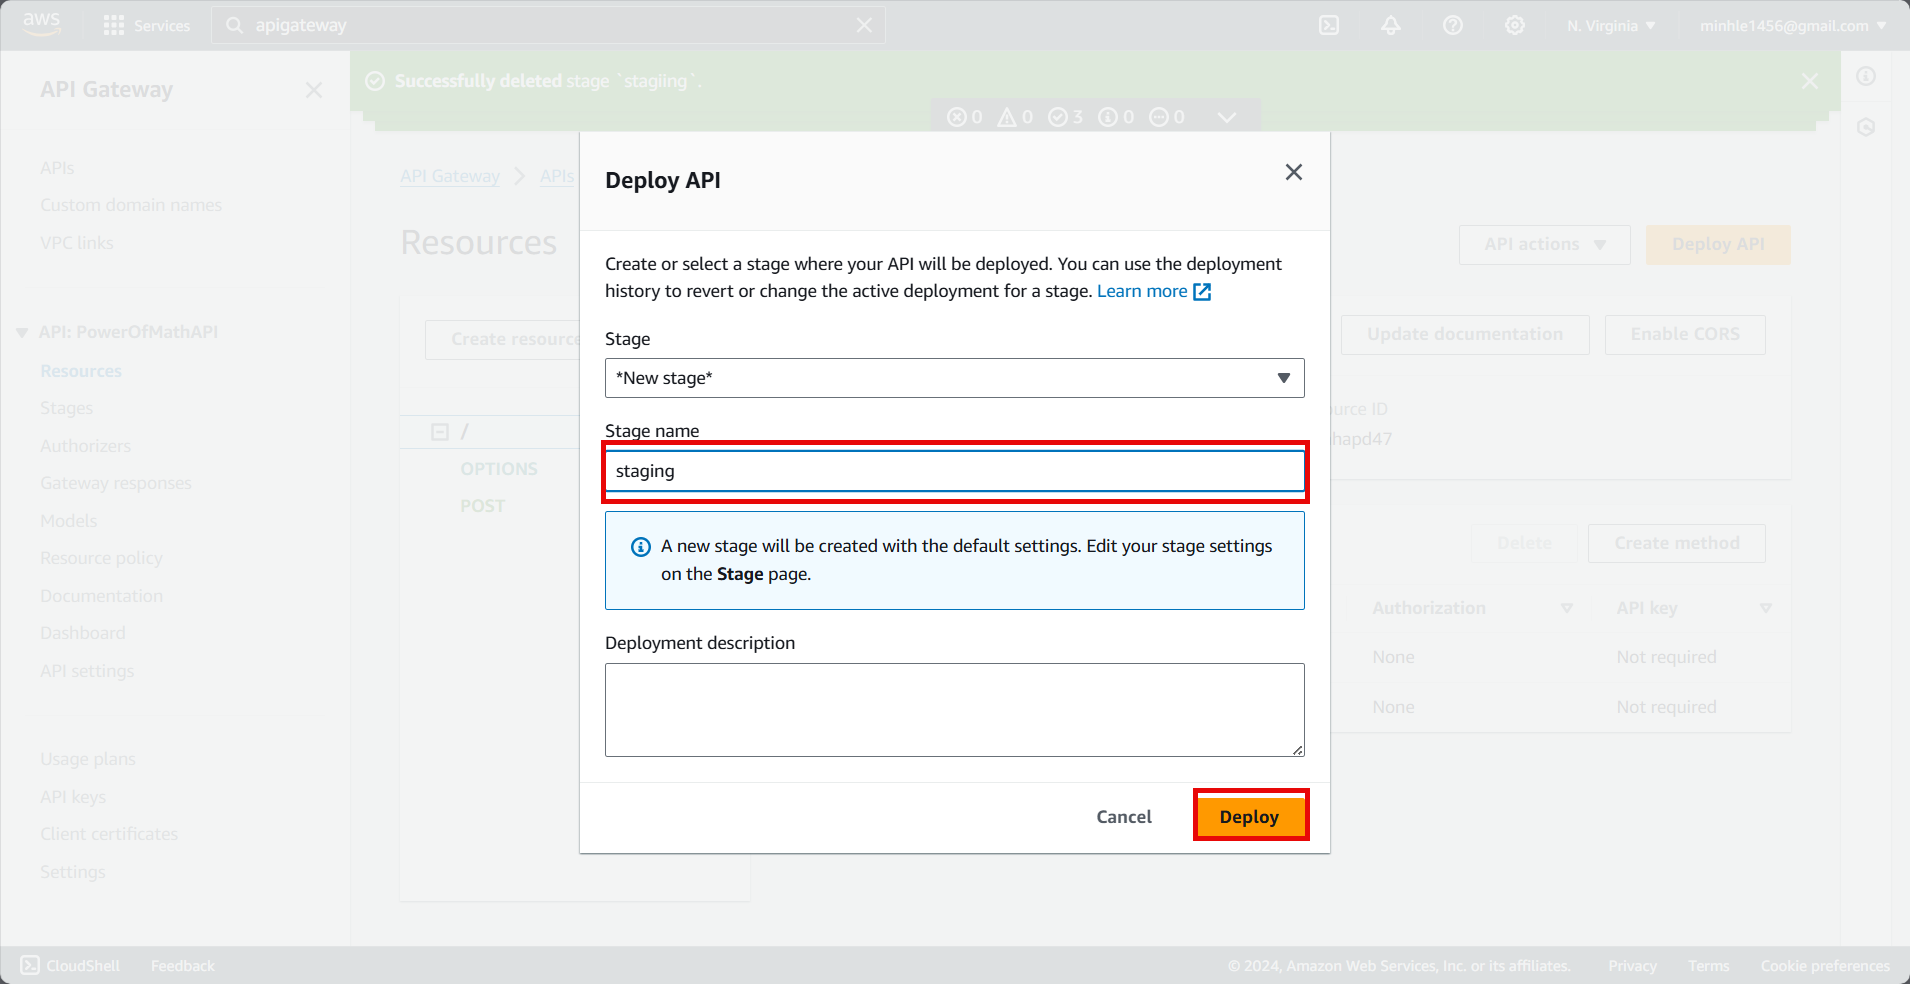 aws
Services
apigateway
N. Virginia
minhle1456@gmail.com
API Gateway
Successfully deleted stage `stagiing`.
0 0 3 0 0
APIs
Custom domain names
VPC links
API: PowerOfMathAPI
Resources
Stages
Authorizers
Gateway responses
Models
Resource policy
Documentation
Dashboard
API settings
Usage plans
API keys
Client certificates
Settings
API Gateway
APIs
Resources
API actions
Deploy API
Create resource
Update documentation
Enable CORS
/
OPTIONS
POST
ource ID
hapd47
Delete
Create method
Authorization
API key
None
Not required
None
Not required
Deploy API
Create or select a stage where your API will be deployed. You can use the deployment
history to revert or change the active deployment for a stage. Learn more
Stage
*New stage*
Stage name
staging
A new stage will be created with the default settings. Edit your stage settings
on the Stage page.
Deployment description
Cancel
Deploy
CloudShell
Feedback
© 2024, Amazon Web Services, Inc. or its affiliates.
Privacy
Terms
Cookie preferences